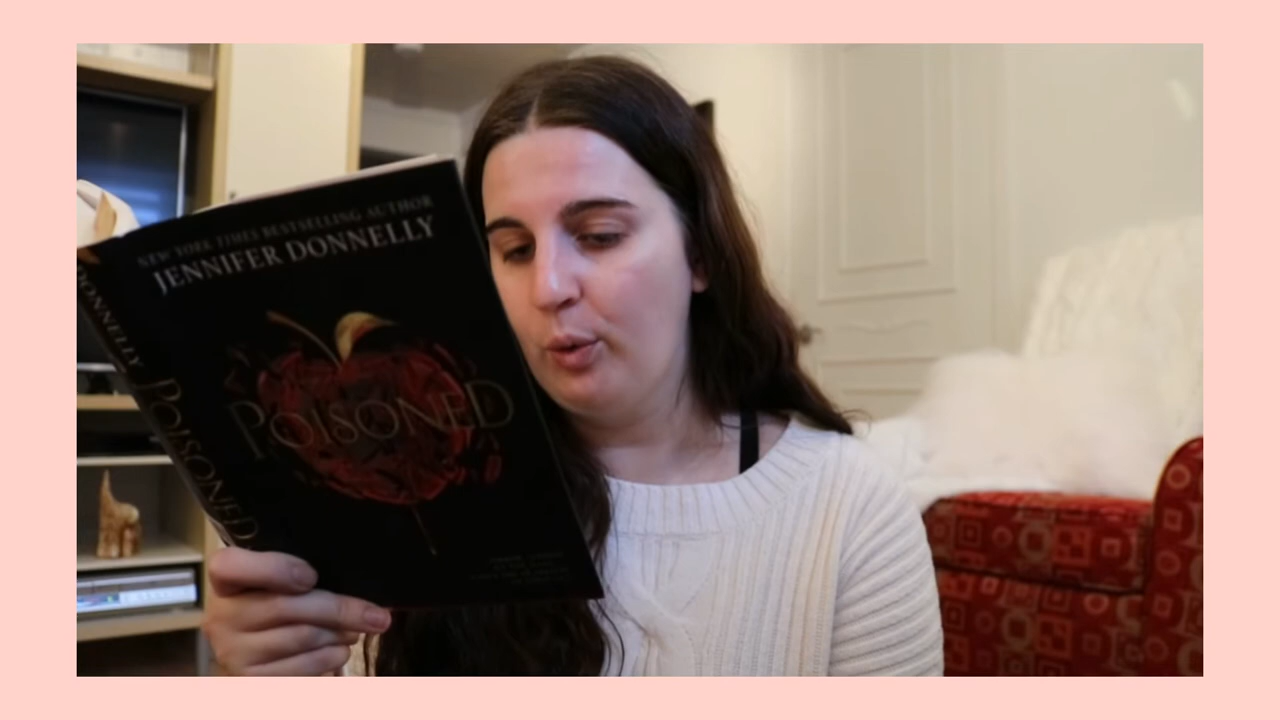 NEW YORK TIMES BESTSELLING AUTHOR
JENNIFER DONNELLY
POISONED
DONNELLY POISONED